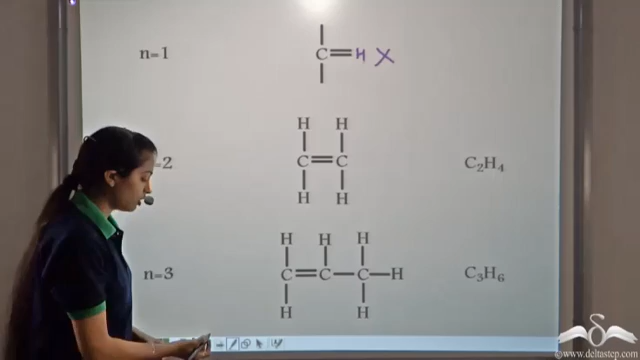 n=1
C=H X
H H
=2 C=C C₂H₄
H H
H H H
n=3 C=C—C—H C₃H₆
H H
©www.deltastep.com